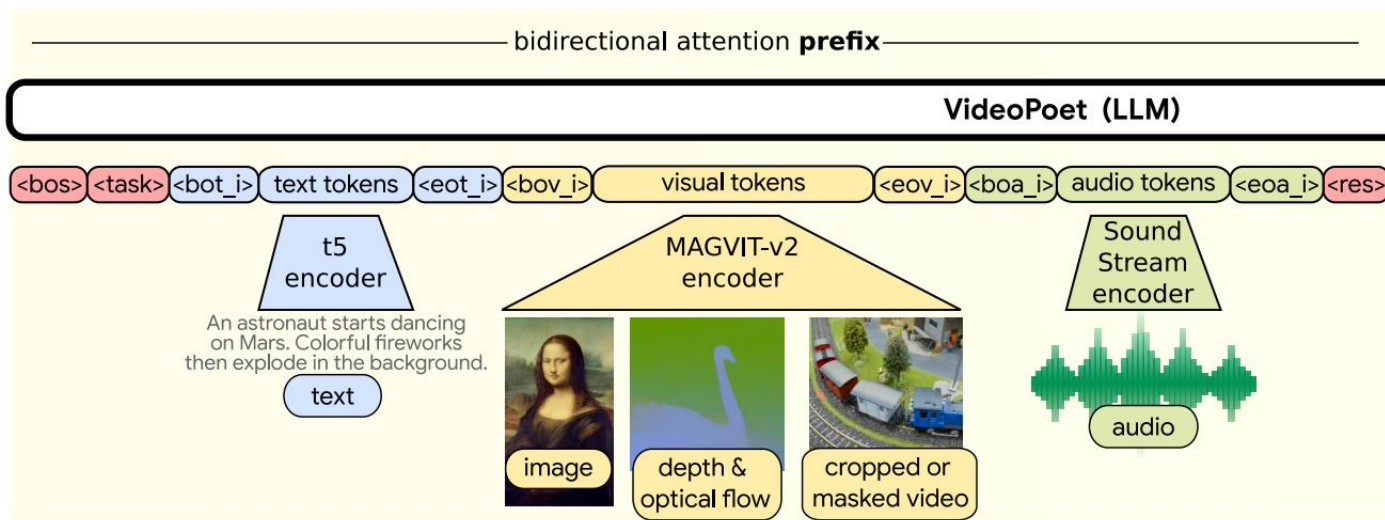 bidirectional attention prefix
VideoPoet (LLM)
<bos> <task> <bot_i> text tokens <eot_i> <bov_i> visual tokens <eov_i> <boa_i> audio tokens <eoa_i> <res>
t5
encoder
MAGVIT-v2
encoder
Sound
Stream
encoder
An astronaut starts dancing
on Mars. Colorful fireworks
then explode in the background.
text
image
depth &
optical flow
cropped or
masked video
audio